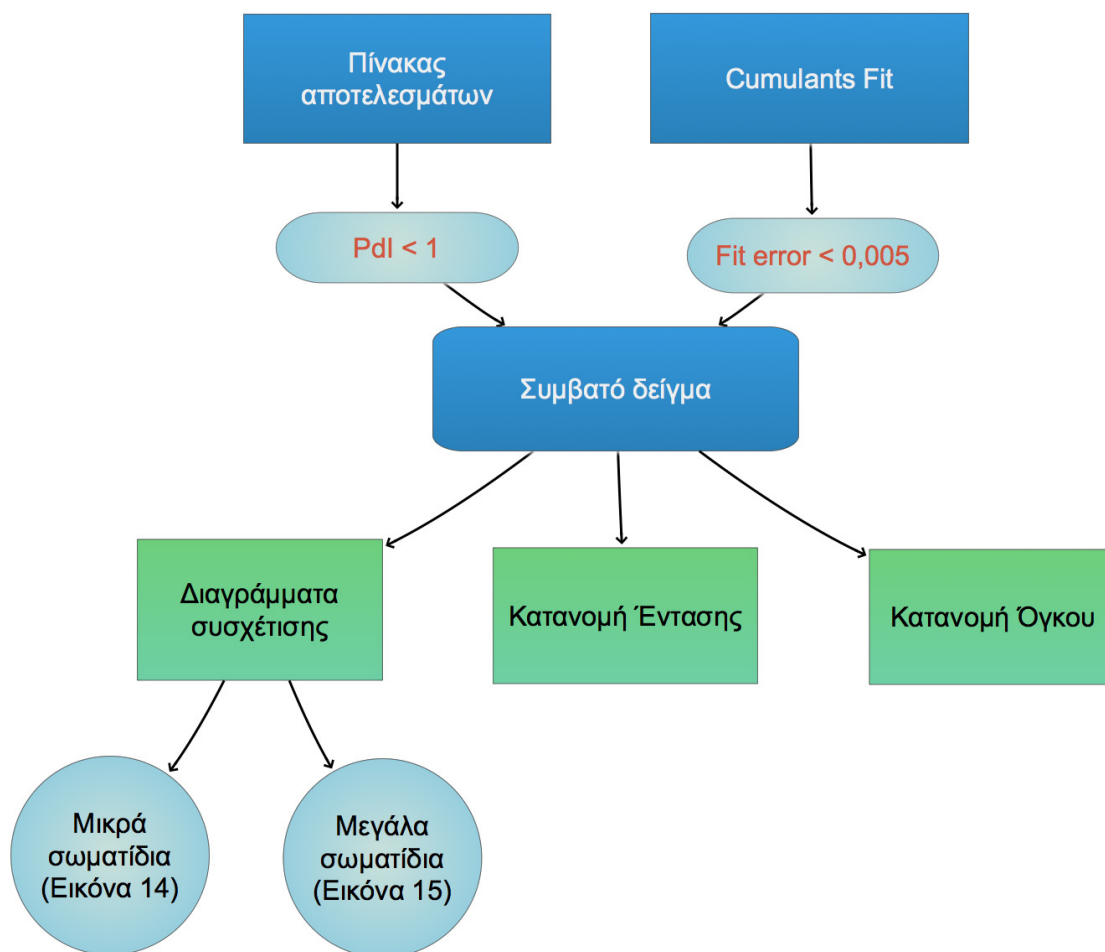 Πίνακας
αποτελεσμάτων
Cumulants Fit
PdI < 1
Fit error < 0,005
Συμβατό δείγμα
Διαγράμματα
συσχέτισης
Κατανομή Έντασης
Κατανομή Όγκου
Μικρά
σωματίδια
(Εικόνα 14)
Μεγάλα
σωματίδια
(Εικόνα 15)